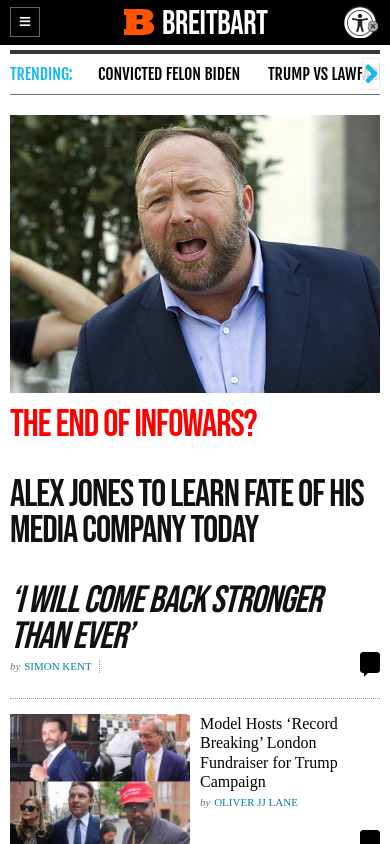 BREITBART
TRENDING: CONVICTED FELON BIDEN TRUMP VS LAWF
THE END OF INFOWARS?
ALEX JONES TO LEARN FATE OF HIS
MEDIA COMPANY TODAY
‘I WILL COME BACK STRONGER
THAN EVER’
by SIMON KENT
Model Hosts ‘Record
Breaking’ London
Fundraiser for Trump
Campaign
by OLIVER JJ LANE